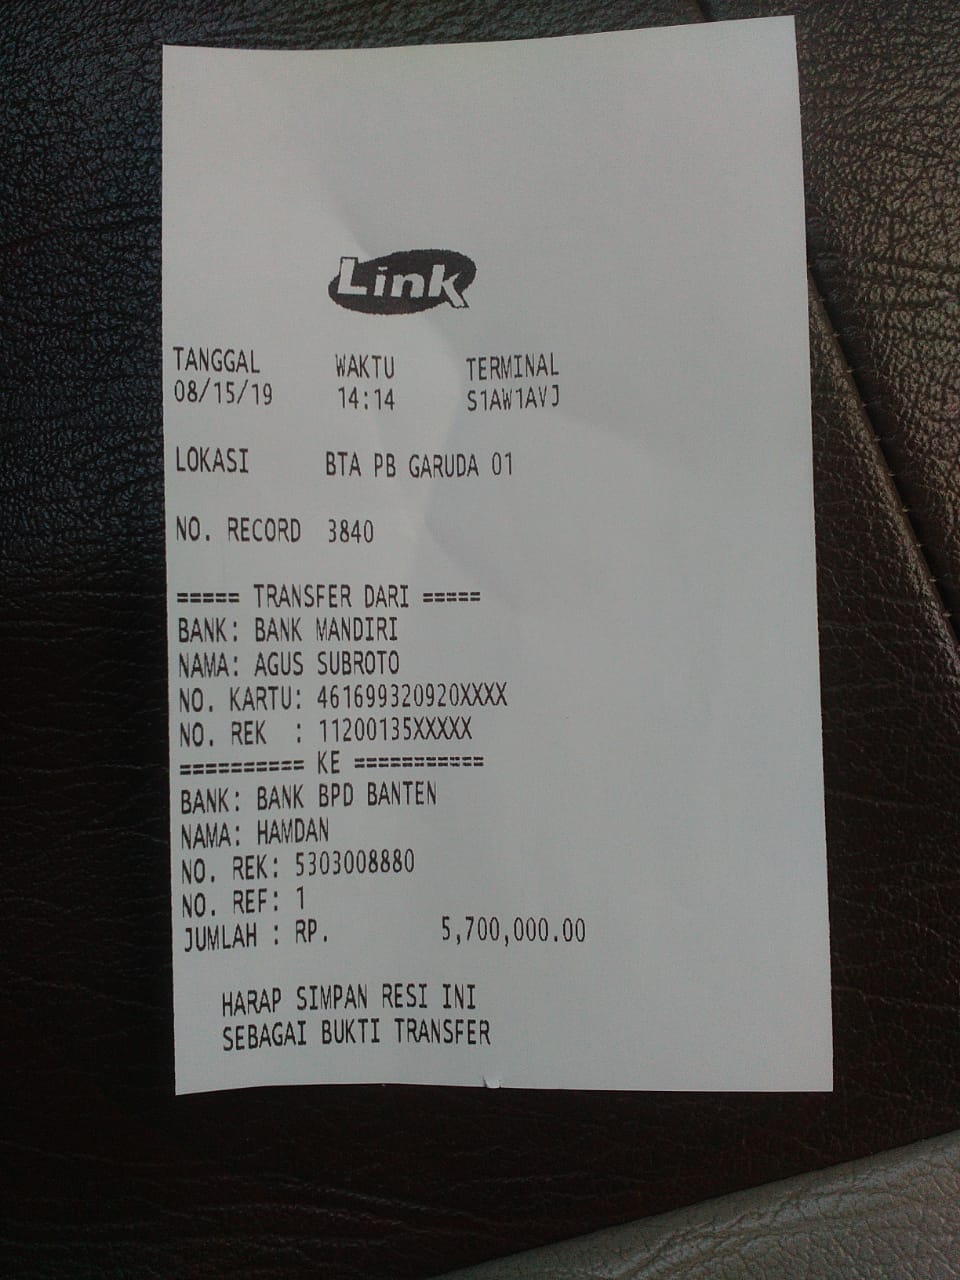 Link
TANGGAL WAKTU TERMINAL
08/15/19 14:14 S1AW1AVJ
LOKASI BTA PB GARUDA 01
NO. RECORD 3840
===== TRANSFER DARI =====
BANK: BANK MANDIRI
NAMA: AGUS SUBROTO
NO. KARTU: 461699320920XXXX
NO. REK : 11200135XXXXX
========== KE ===========
BANK: BANK BPD BANTEN
NAMA: HAMDAN
NO. REK: 5303008880
NO. REF: 1
JUMLAH : RP. 5,700,000.00
HARAP SIMPAN RESI INI
SEBAGAI BUKTI TRANSFER